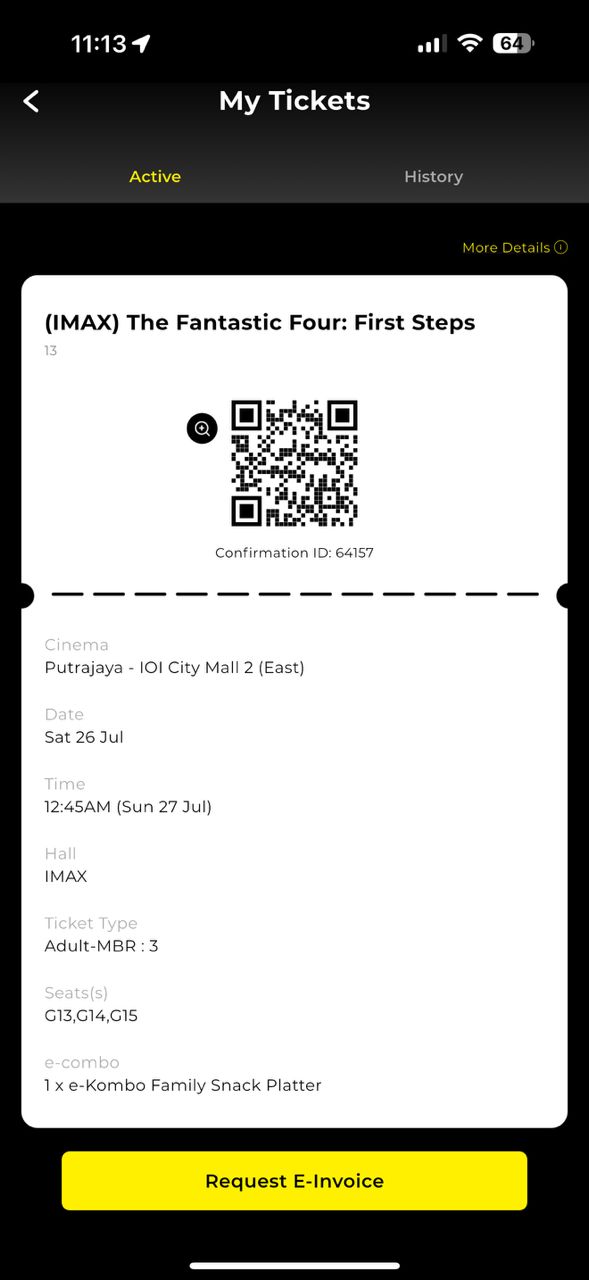 11:13
64
My Tickets
Active
History
More Details
(IMAX) The Fantastic Four: First Steps
13
Confirmation ID: 64157
Cinema
Putrajaya - IOI City Mall 2 (East)
Date
Sat 26 Jul
Time
12:45AM (Sun 27 Jul)
Hall
IMAX
Ticket Type
Adult-MBR : 3
Seats(s)
G13,G14,G15
e-combo
1 x e-Kombo Family Snack Platter
Request E-Invoice